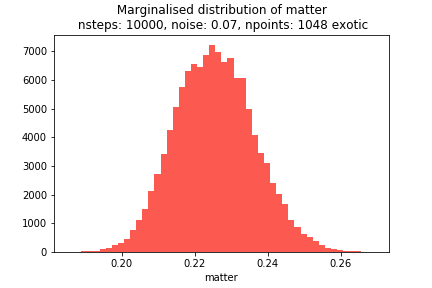 Marginalised distribution of matter
nsteps: 10000, noise: 0.07, npoints: 1048 exotic
7000
6000
5000
4000
3000
2000
1000
0
0.20 0.22 0.24 0.26
matter